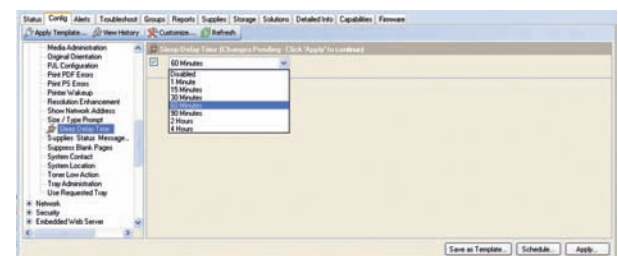 Status Config Alerts Troubleshoot Groups Reports Supplies Storage Solutions Detailed Info Capabilities Firmware
Apply Template... View History Customize... Refresh
Media Administration
Original Orientation
PJL Configuration
Print PDF Errors
Print PS Errors
Printer Wakeup
Resolution Enhancement
Show Network Address
Size / Type Prompt
Sleep Delay Time
Supplies Status Message..
Suppress Blank Pages
System Contact
System Location
Toner Low Action
Tray Administration
Use Requested Tray
Network
Security
Embedded Web Server
Sleep Delay Time (Changes Pending- Click 'Apply' to continue)
60 Minutes
Disabled
1 Minute
15 Minutes
30 Minutes
60 Minutes
90 Minutes
2 Hours
4 Hours
Save as Template... Schedule... Apply...